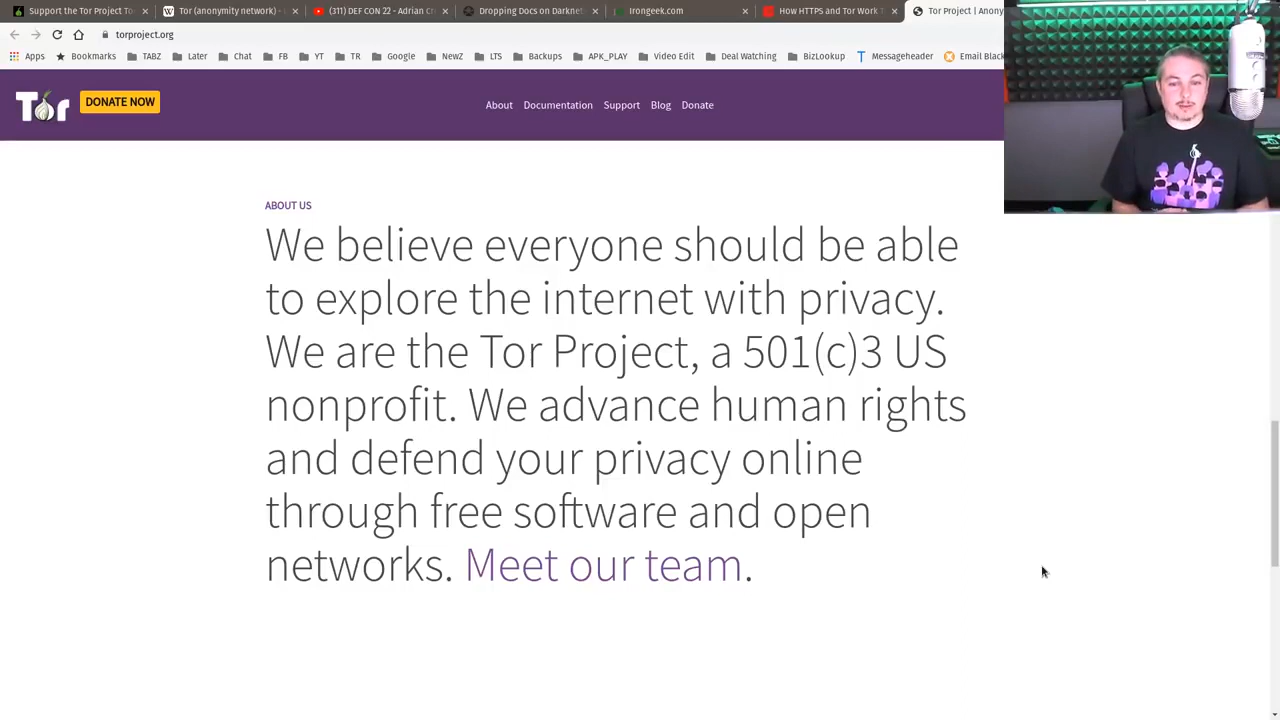 Support the Tor Project To
Tor (anonymity network) -
(311) DEF CON 22 - Adrian C
Dropping Docs on Darknet
Irongeek.com
How HTTPS and Tor Work T
Tor Project | Anony
torproject.org
Apps
Bookmarks
TABZ
Later
Chat
FB
YT
TR
Google
NewZ
LTS
Backups
APK_PLAY
Video Edit
Deal Watching
BizLookup
Messageheader
Email Blac
Tor
DONATE NOW
About
Documentation
Support
Blog
Donate
ABOUT US
We believe everyone should be able
to explore the internet with privacy.
We are the Tor Project, a 501(c)3 US
nonprofit. We advance human rights
and defend your privacy online
through free software and open
networks. Meet our team.